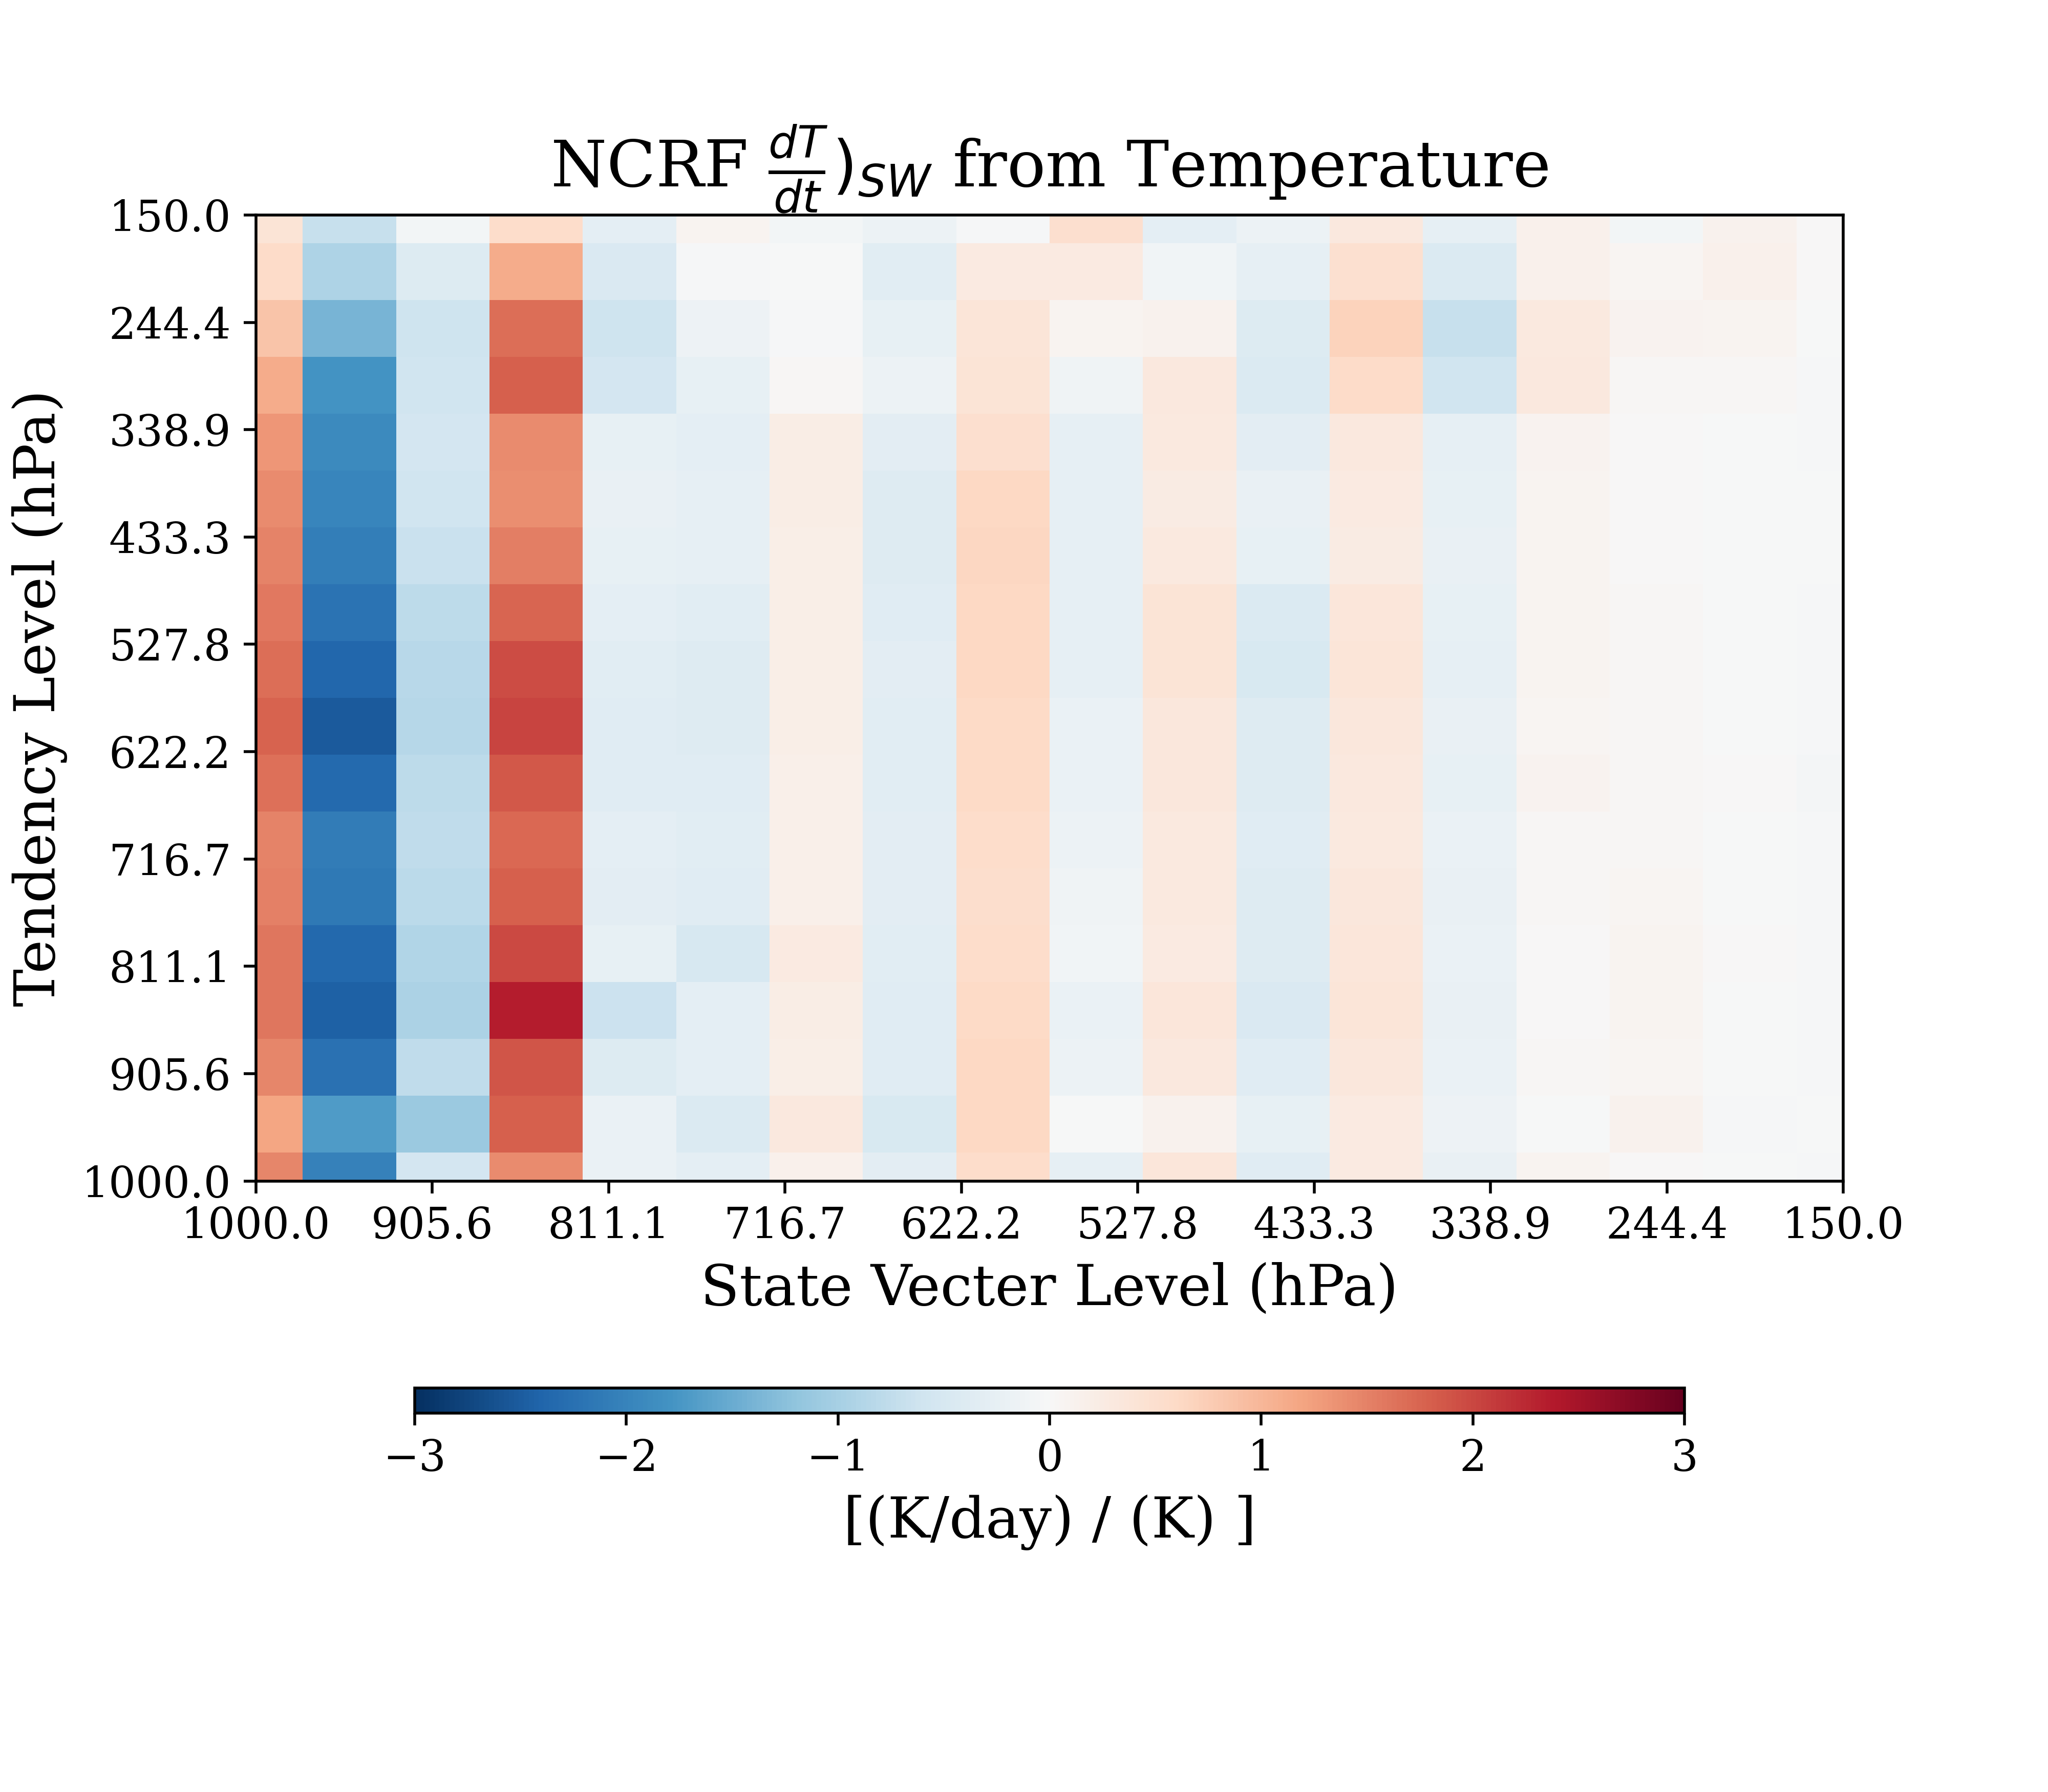 NCRF dT/dt )SW from Temperature
Tendency Level (hPa)
150.0
244.4
338.9
433.3
527.8
622.2
716.7
811.1
905.6
1000.0
1000.0 905.6 811.1 716.7 622.2 527.8 433.3 338.9 244.4 150.0
State Vecter Level (hPa)
−3 −2 −1 0 1 2 3
[(K/day) / (K) ]